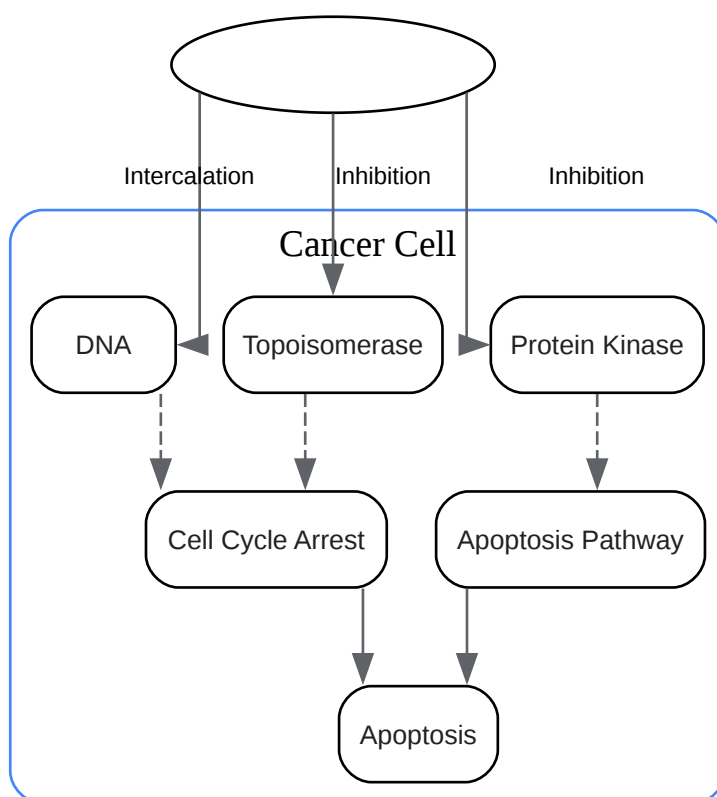 Intercalation
Inhibition
Inhibition
Cancer Cell
DNA
Topoisomerase
Protein Kinase
Cell Cycle Arrest
Apoptosis Pathway
Apoptosis